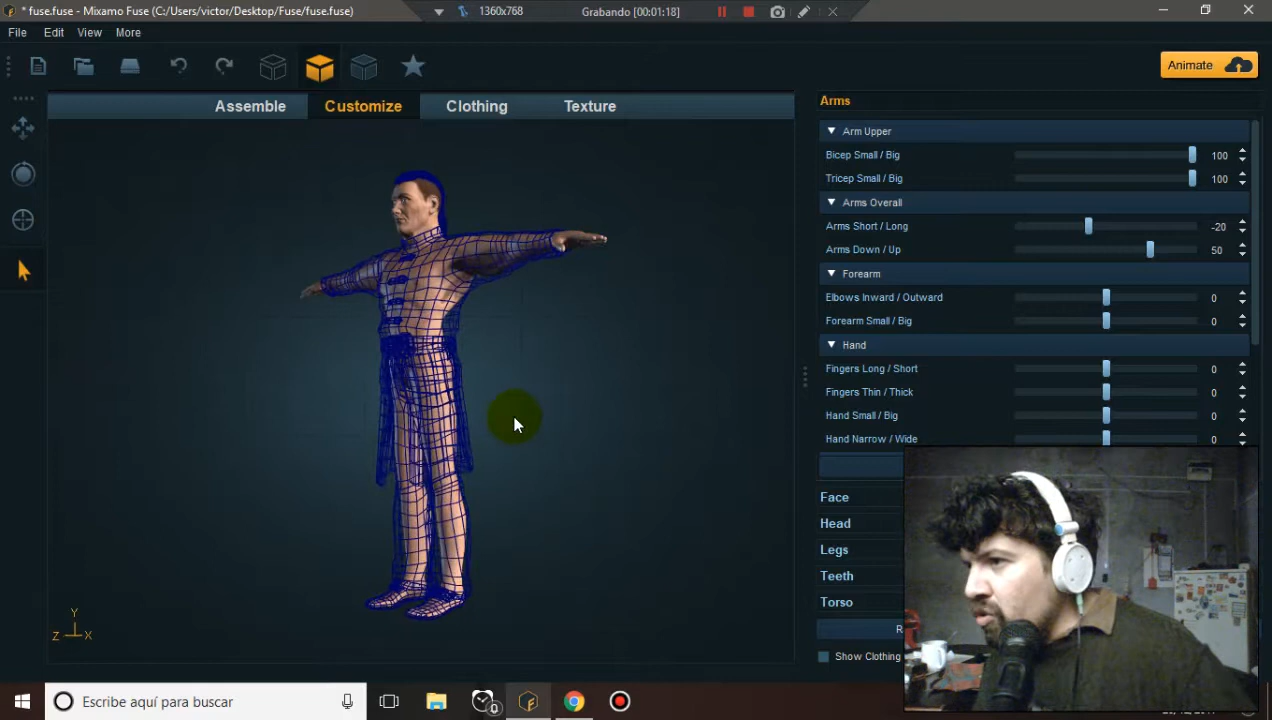 * fuse.fuse - Mixamo Fuse (C:/Users/victor/Desktop/Fuse/fuse.fuse)
1360x768
Grabando [00:01:18]
File Edit View More
Animate
Assemble Customize Clothing Texture
Arms
Arm Upper
Bicep Small / Big 100
Tricep Small / Big 100
Arms Overall
Arms Short / Long -20
Arms Down / Up 50
Forearm
Elbows Inward / Outward 0
Forearm Small / Big 0
Hand
Fingers Long / Short 0
Fingers Thin / Thick 0
Hand Small / Big 0
Hand Narrow / Wide 0
Face
Head
Legs
Teeth
Torso
R
Show Clothing
Y
Z X
Escribe aquí para buscar
0